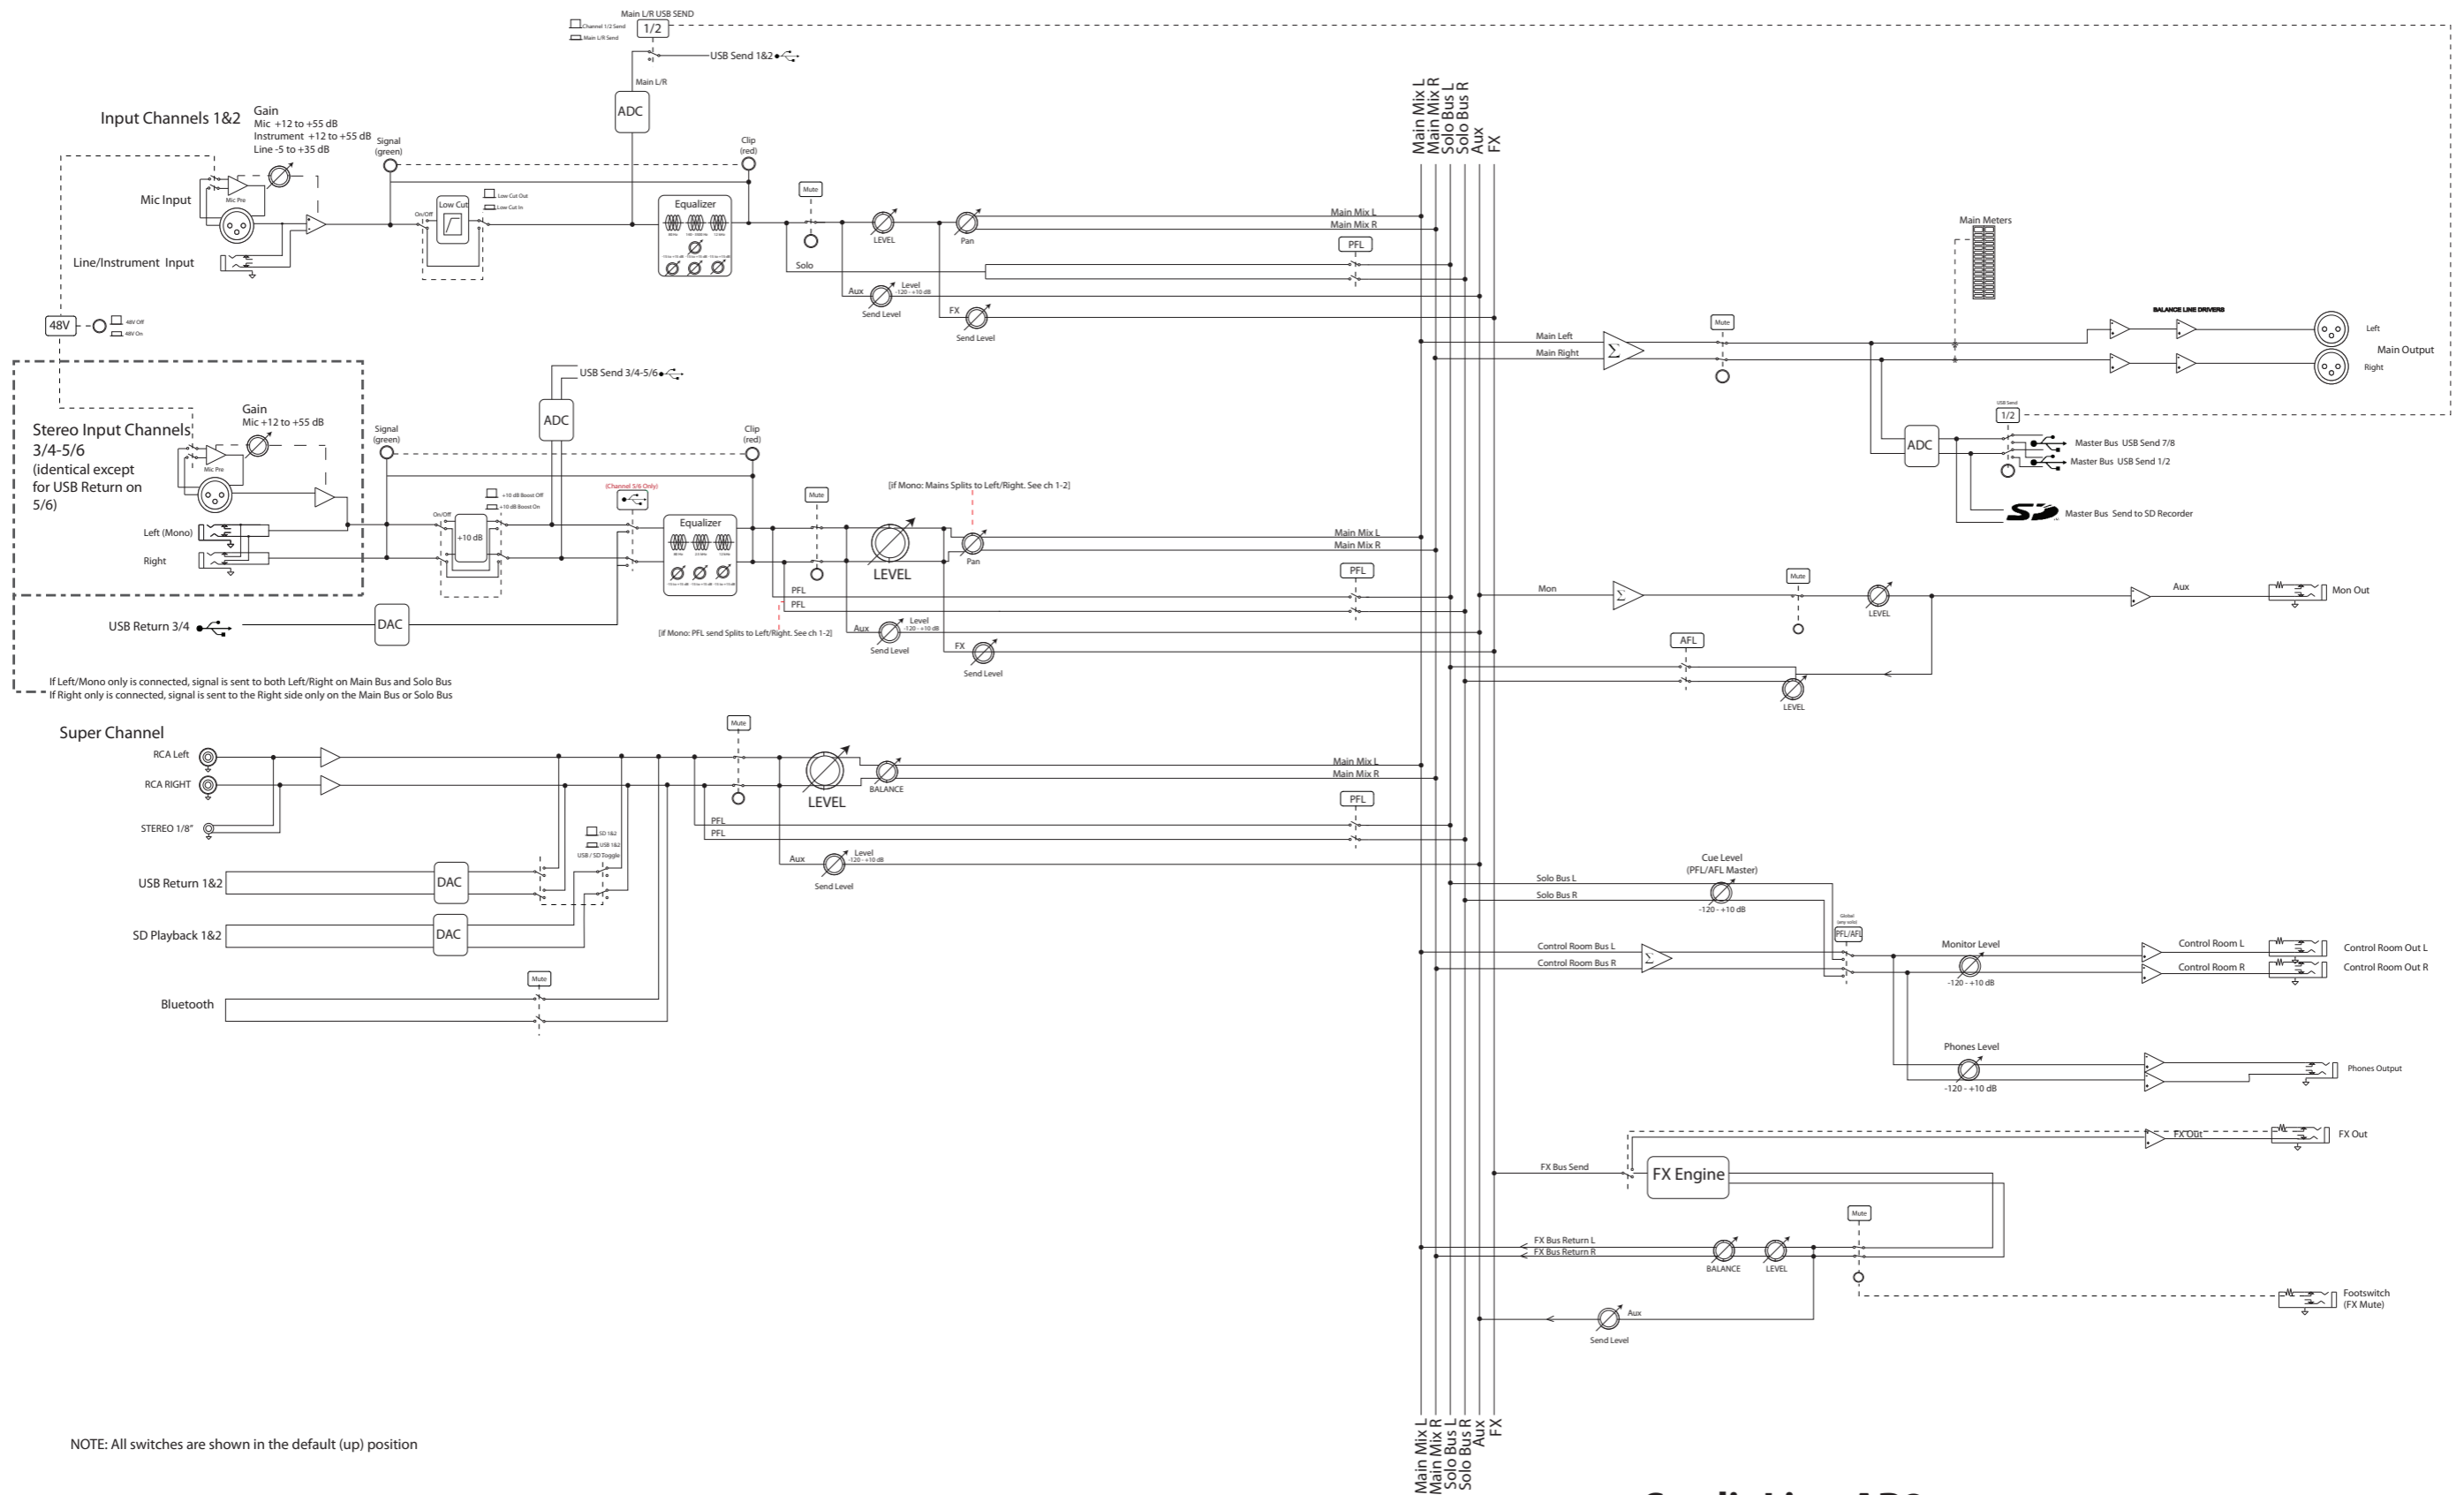 Main L/R USB SEND
1/2
Channel 1/2 Send
Main L/R Send
USB Send 1&2
Main L/R
ADC
Input Channels 1&2
Gain
Mic +12 to +55 dB
Instrument +12 to +55 dB
Line -5 to +35 dB
Signal
(green)
Clip
(red)
Mic Input
Mic Pre
On/Off
Low Cut
Low Cut Out
Low Cut In
Equalizer
Mute
LEVEL
Pan
Main Mix L
Main Mix R
PFL
Solo
Aux
Level
-120 - +10 dB
Send Level
FX
Send Level
Line/Instrument Input
48V
48V Off
48V On
Main Mix L
Main Mix R
Solo Bus L
Solo Bus R
Aux
FX
Main Meters
Main Left
Main Right
Σ
Mute
BALANCE LINE DRIVERS
Left
Main Output
Right
USB Send
1/2
ADC
Master Bus USB Send 7/8
Master Bus USB Send 1/2
SD
Master Bus Send to SD Recorder
Stereo Input Channels
3/4-5/6
(identical except
for USB Return on
5/6)
Gain
Mic +12 to +55 dB
Mic Pre
Left (Mono)
Right
USB Send 3/4-5/6
ADC
Signal
(green)
Clip
(red)
On/Off
+10 dB
+10 dB Boost Off
+10 dB Boost On
(Channel 5/6 Only)
Equalizer
Mute
LEVEL
[if Mono: Mains Splits to Left/Right. See ch 1-2]
Pan
Main Mix L
Main Mix R
PFL
PFL
PFL
[if Mono: PFL send Splits to Left/Right. See ch 1-2]
Aux
Level
-120 - +10 dB
Send Level
FX
Send Level
USB Return 3/4
DAC
If Left/Mono only is connected, signal is sent to both Left/Right on Main Bus and Solo Bus
If Right only is connected, signal is sent to the Right side only on the Main Bus or Solo Bus
Mon
Σ
Mute
LEVEL
Aux
Mon Out
AFL
LEVEL
Super Channel
RCA Left
RCA RIGHT
STEREO 1/8"
Mute
LEVEL
BALANCE
Main Mix L
Main Mix R
PFL
PFL
PFL
Aux
Level
-120 - +10 dB
Send Level
SD 1&2
USB 1&2
USB / SD Toggle
USB Return 1&2
DAC
SD Playback 1&2
DAC
Mute
Bluetooth
Cue Level
(PFL/AFL Master)
-120 - +10 dB
Solo Bus L
Solo Bus R
Global
(any solo)
PFL/AFL
Control Room Bus L
Control Room Bus R
Σ
Monitor Level
-120 - +10 dB
Control Room L
Control Room R
Control Room Out L
Control Room Out R
Phones Level
-120 - +10 dB
Phones Output
FX Out
FX Out
FX Bus Send
FX Engine
Mute
FX Bus Return L
FX Bus Return R
BALANCE
LEVEL
Footswitch
(FX Mute)
Aux
Send Level
NOTE: All switches are shown in the default (up) position
Main Mix L
Main Mix R
Solo Bus L
Solo Bus R
Aux
FX